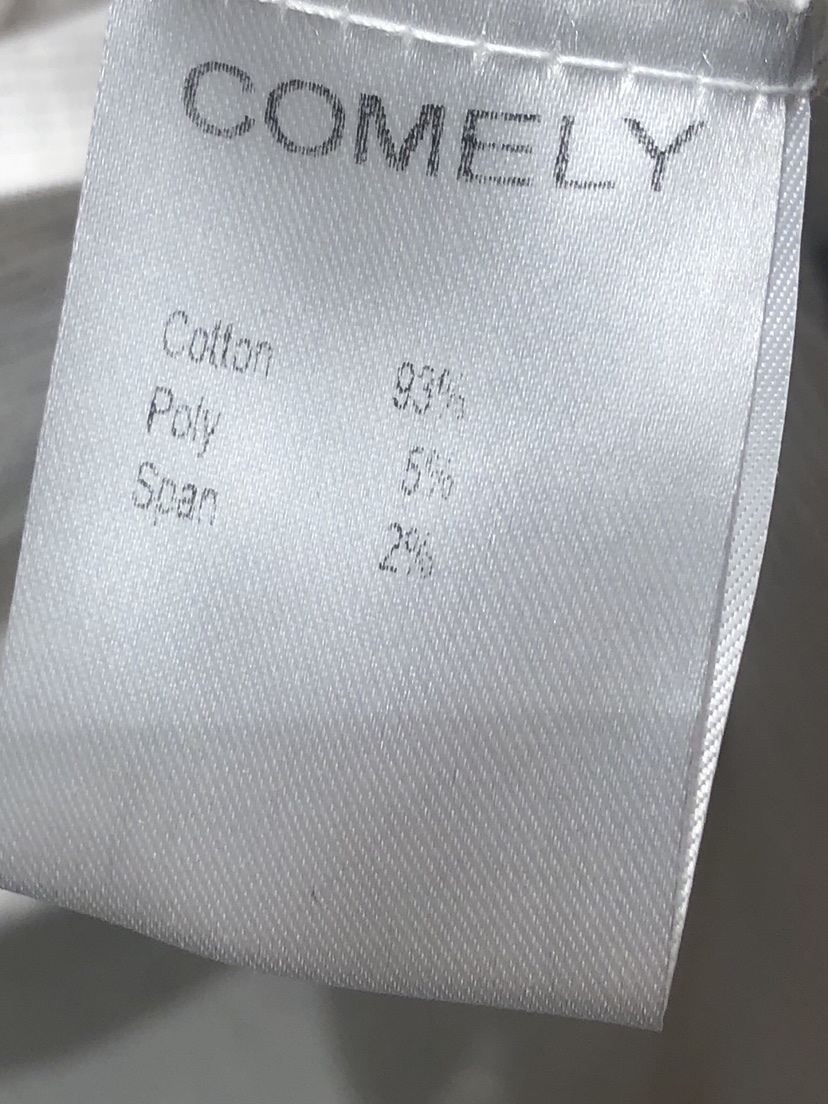 COMELY
Cotton 93%
Poly 5%
Span 2%